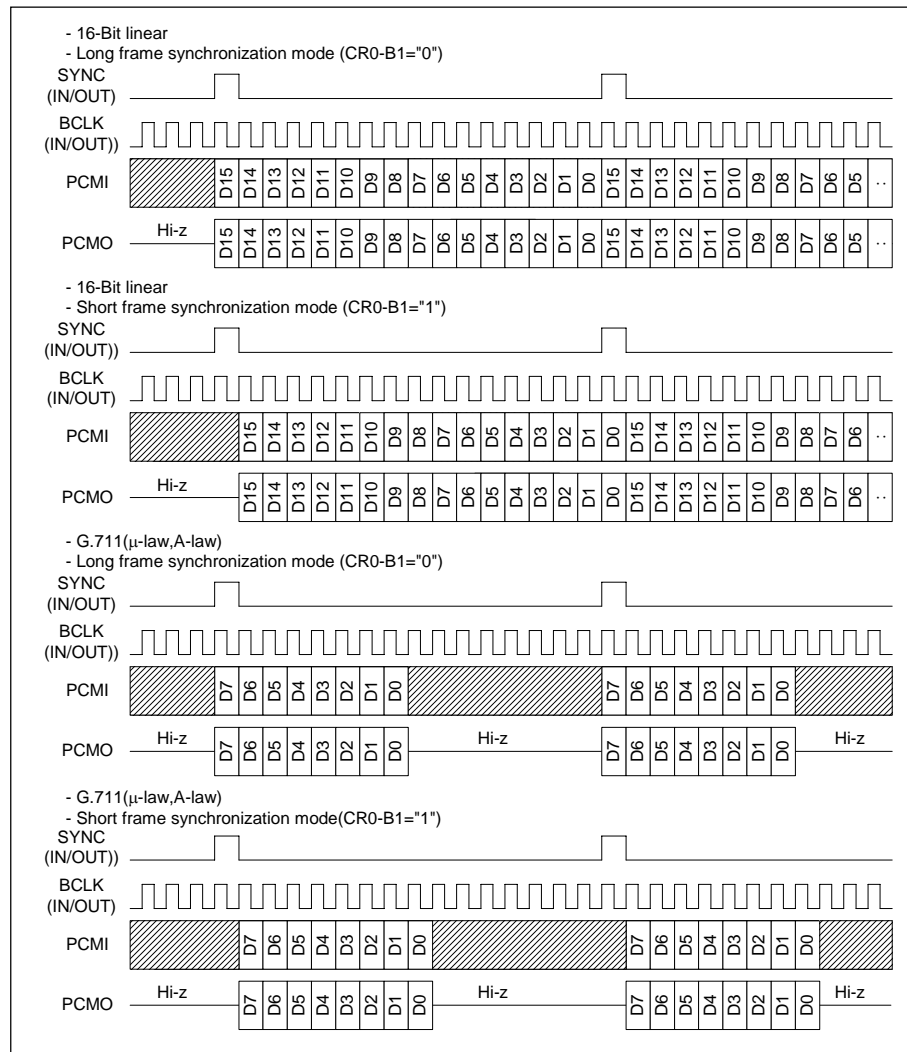 - 16-Bit linear
- Long frame synchronization mode (CR0-B1="0")
SYNC
(IN/OUT)
BCLK
(IN/OUT))
PCMI D15 D14 D13 D12 D11 D10 D9 D8 D7 D6 D5 D4 D3 D2 D1 D0 D15 D14 D13 D12 D11 D10 D9 D8 D7 D6 D5 :
PCMO Hi-z D15 D14 D13 D12 D11 D10 D9 D8 D7 D6 D5 D4 D3 D2 D1 D0 D15 D14 D13 D12 D11 D10 D9 D8 D7 D6 D5 :
- 16-Bit linear
- Short frame synchronization mode (CR0-B1="1")
SYNC
(IN/OUT))
BCLK
(IN/OUT)
PCMI D15 D14 D13 D12 D11 D10 D9 D8 D7 D6 D5 D4 D3 D2 D1 D0 D15 D14 D13 D12 D11 D10 D9 D8 D7 D6 :
PCMO Hi-z D15 D14 D13 D12 D11 D10 D9 D8 D7 D6 D5 D4 D3 D2 D1 D0 D15 D14 D13 D12 D11 D10 D9 D8 D7 D6 :
- G.711(μ-law,A-law)
- Long frame synchronization mode (CR0-B1="0")
SYNC
(IN/OUT)
BCLK
(IN/OUT))
PCMI D7 D6 D5 D4 D3 D2 D1 D0 D7 D6 D5 D4 D3 D2 D1 D0
PCMO Hi-z D7 D6 D5 D4 D3 D2 D1 D0 Hi-z D7 D6 D5 D4 D3 D2 D1 D0 Hi-z
- G.711(μ-law,A-law)
- Short frame synchronization mode(CR0-B1="1")
SYNC
(IN/OUT))
BCLK
(IN/OUT)
PCMI D7 D6 D5 D4 D3 D2 D1 D0 D7 D6 D5 D4 D3 D2 D1 D0
PCMO Hi-z D7 D6 D5 D4 D3 D2 D1 D0 Hi-z D7 D6 D5 D4 D3 D2 D1 D0 Hi-z